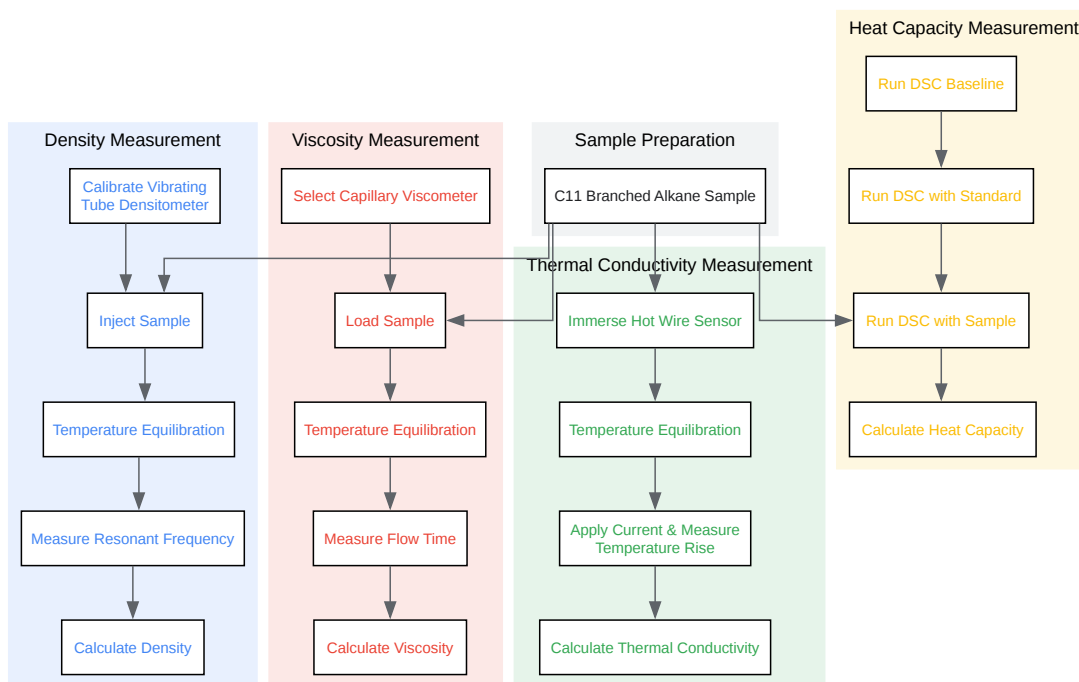 Heat Capacity Measurement
Run DSC Baseline
Run DSC with Standard
Run DSC with Sample
Calculate Heat Capacity
Density Measurement
Calibrate Vibrating
Tube Densitometer
Inject Sample
Temperature Equilibration
Measure Resonant Frequency
Calculate Density
Viscosity Measurement
Select Capillary Viscometer
Load Sample
Temperature Equilibration
Measure Flow Time
Calculate Viscosity
Sample Preparation
C11 Branched Alkane Sample
Thermal Conductivity Measurement
Immerse Hot Wire Sensor
Temperature Equilibration
Apply Current & Measure
Temperature Rise
Calculate Thermal Conductivity